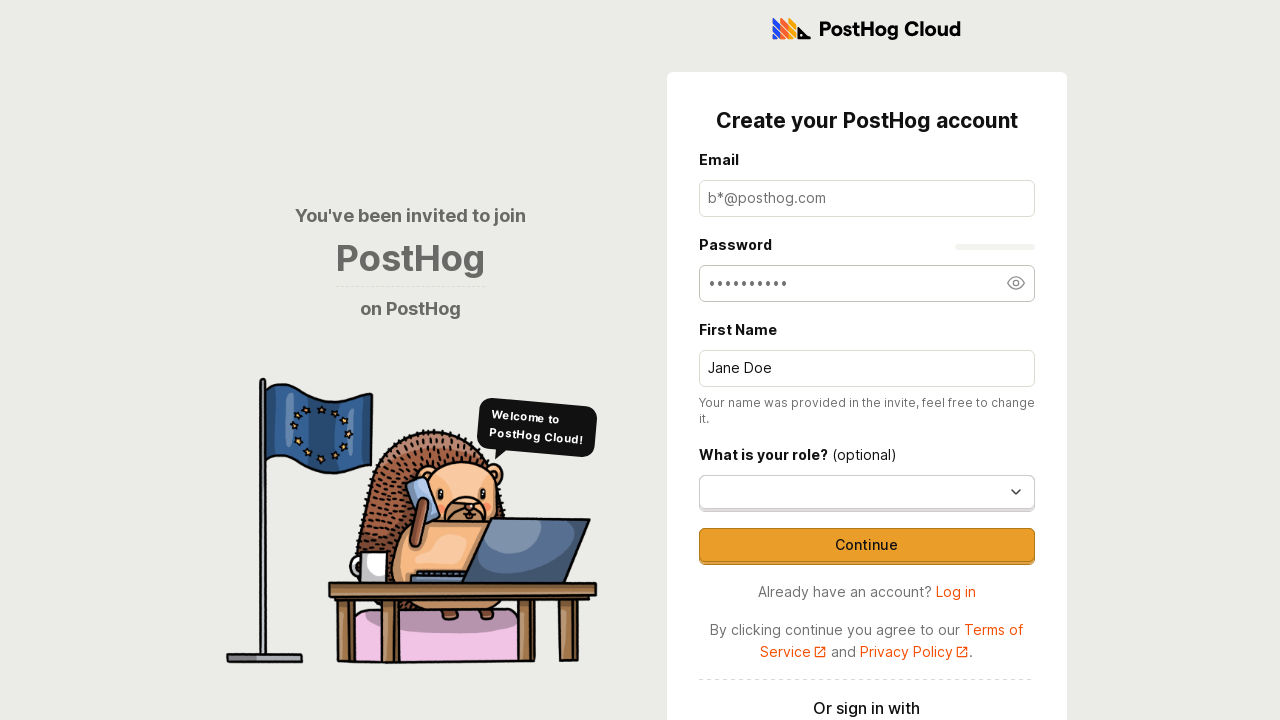 PostHog Cloud
You've been invited to join
PostHog
on PostHog
Welcome to
PostHog Cloud!
Create your PostHog account
Email
b*@posthog.com
Password
••••••••••
First Name
Jane Doe
Your name was provided in the invite, feel free to change
it.
What is your role? (optional)
Continue
Already have an account? Log in
By clicking continue you agree to our Terms of
Service and Privacy Policy.
Or sign in with